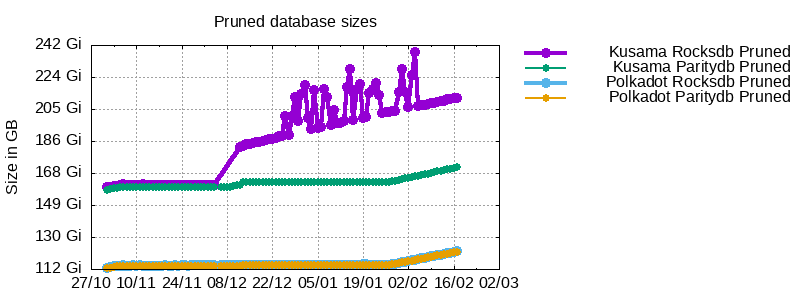 Pruned database sizes
Size in GB
242 Gi
224 Gi
205 Gi
186 Gi
168 Gi
149 Gi
130 Gi
112 Gi
27/10 10/11 24/11 08/12 22/12 05/01 19/01 02/02 16/02 02/03
Kusama Rocksdb Pruned
Kusama Paritydb Pruned
Polkadot Rocksdb Pruned
Polkadot Paritydb Pruned